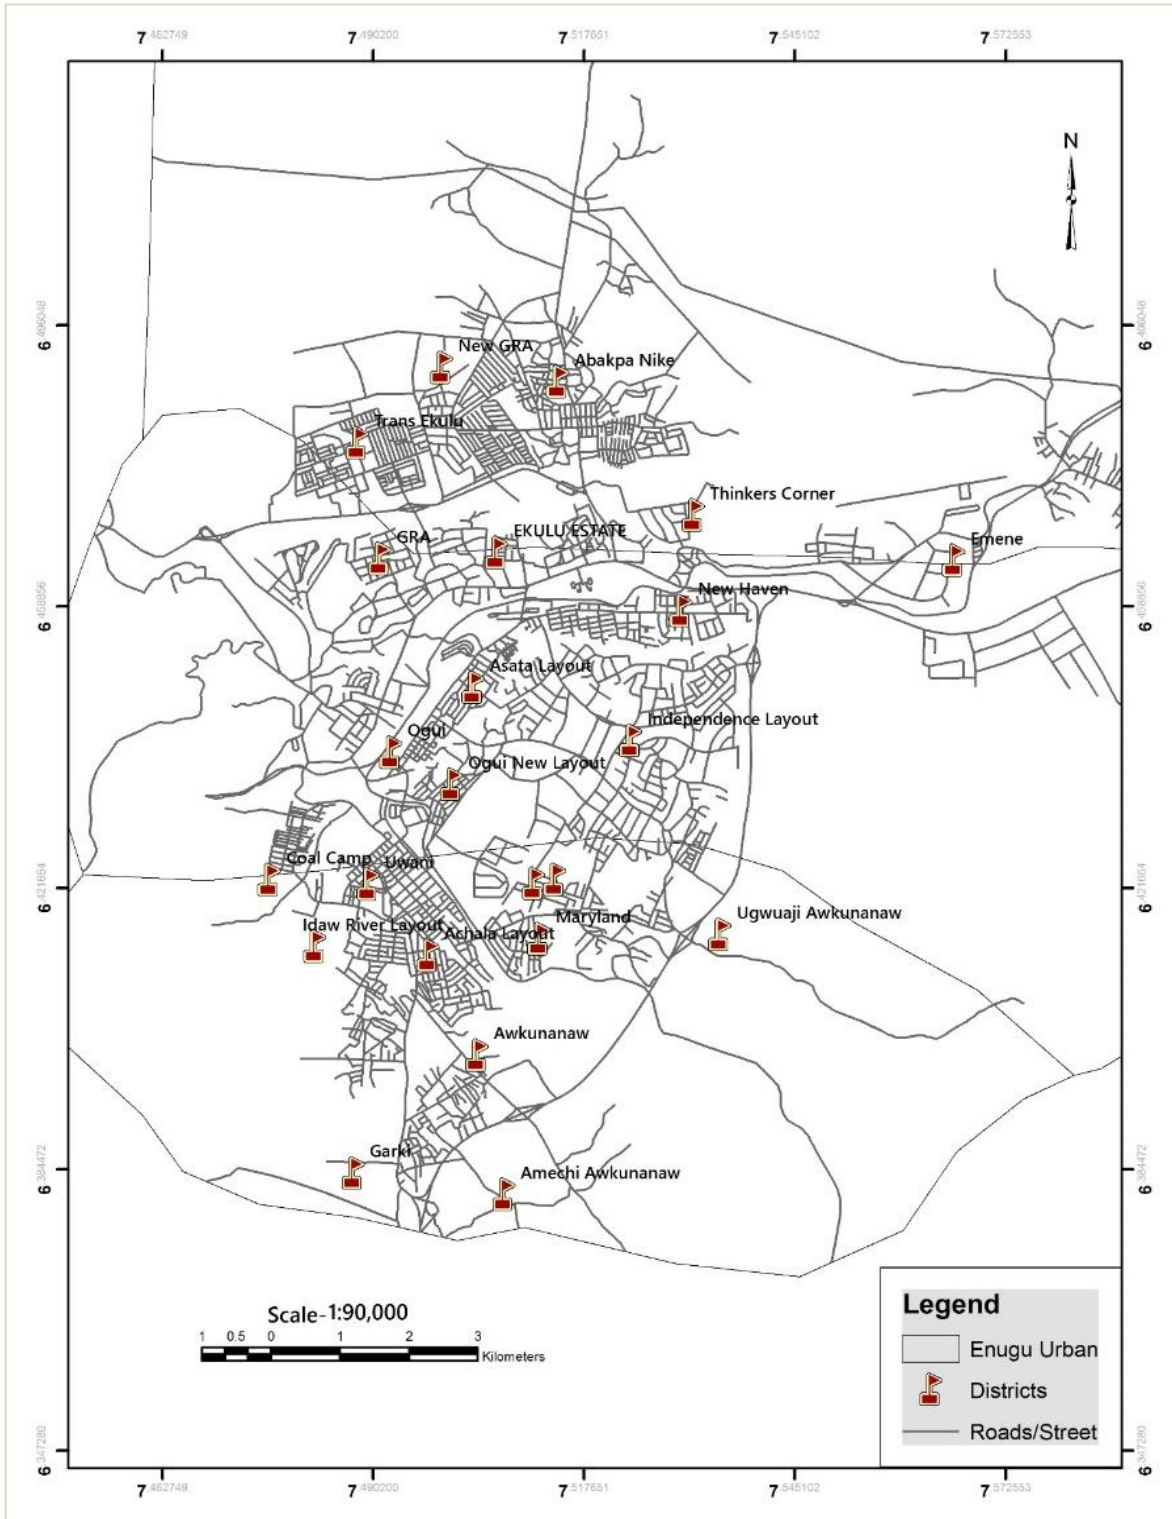 7.462749 7.490200 7.517651 7.545102 7.572553
N
6.496048 6.496048
New GRA
Abakpa Nike
Trans Ekulu
Thinkers Corner
GRA
EKULU ESTATE
Emene
New Haven
6.458856 6.458856
Asata Layout
Independence Layout
Ogui
Ogui New Layout
Coal Camp
Uwani
6.421664 6.421664
Maryland
Ugwuaji Awkunanaw
Idaw River Layout
Achala Layout
Awkunanaw
Garki
6.384472 6.384472
Amechi Awkunanaw
Scale-1:90,000
1 0.5 0 1 2 3
Kilometers
Legend
Enugu Urban
Districts
Roads/Street
6.347280 6.347280
7.462749 7.490200 7.517651 7.545102 7.572553